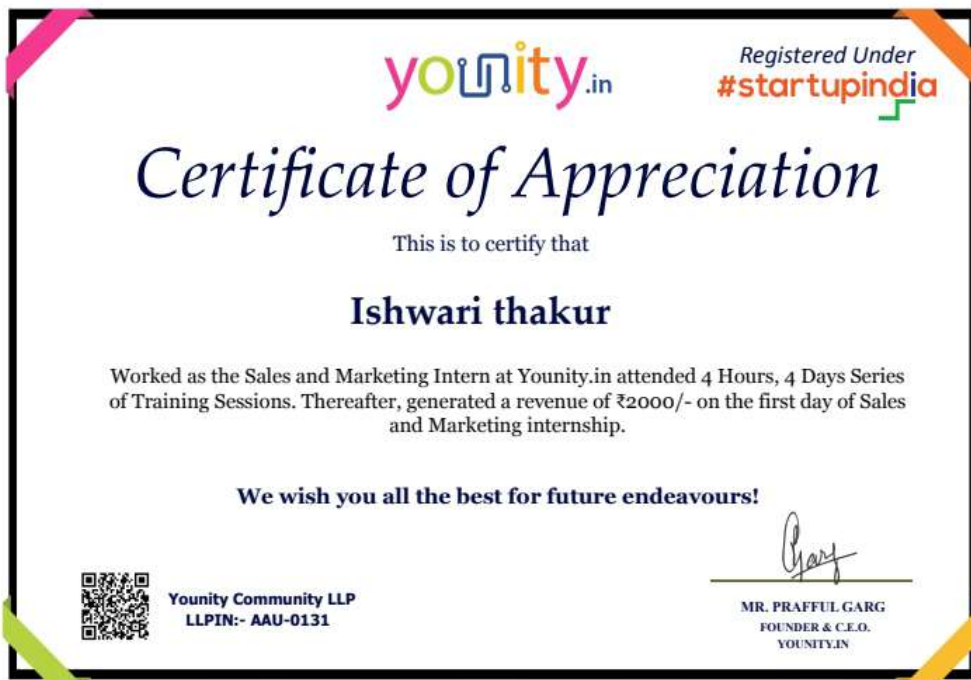 younity.in
Registered Under
#startupindia
Certificate of Appreciation
This is to certify that
Ishwari thakur
Worked as the Sales and Marketing Intern at Younity.in attended 4 Hours, 4 Days Series
of Training Sessions. Thereafter, generated a revenue of ₹2000/- on the first day of Sales
and Marketing internship.
We wish you all the best for future endeavours!
Garg
Younity Community LLP
LLPIN:- AAU-0131
MR. PRAFFUL GARG
FOUNDER & C.E.O.
YOUNITY.IN